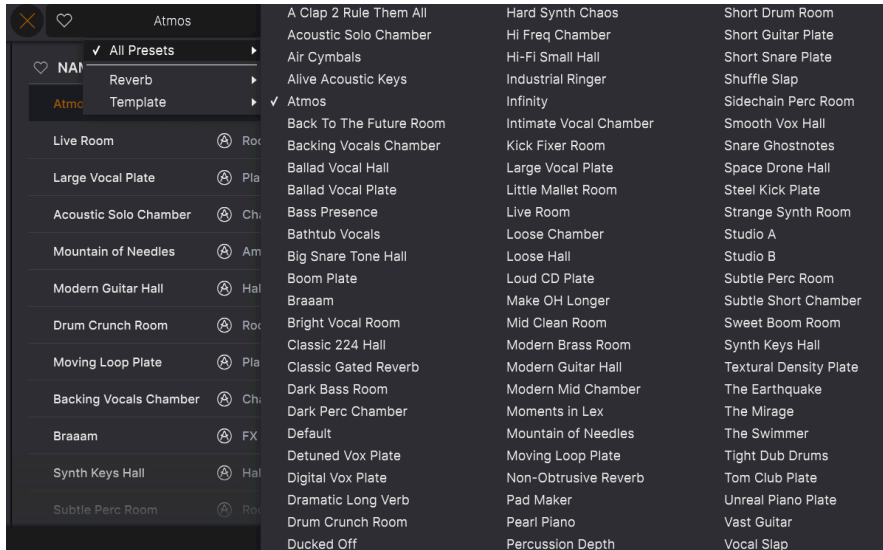 Atmos
All Presets
Reverb
Template
NAM
Atmo
Live Room Roo
Large Vocal Plate Pla
Acoustic Solo Chamber Cha
Mountain of Needles Am
Modern Guitar Hall Hal
Drum Crunch Room Roo
Moving Loop Plate Pla
Backing Vocals Chamber Cha
Braaam FX
Synth Keys Hall Hal
Subtle Perc Room Roo
A Clap 2 Rule Them All
Acoustic Solo Chamber
Air Cymbals
Alive Acoustic Keys
Atmos
Back To The Future Room
Backing Vocals Chamber
Ballad Vocal Hall
Ballad Vocal Plate
Bass Presence
Bathtub Vocals
Big Snare Tone Hall
Boom Plate
Braaam
Bright Vocal Room
Classic 224 Hall
Classic Gated Reverb
Dark Bass Room
Dark Perc Chamber
Default
Detuned Vox Plate
Digital Vox Plate
Dramatic Long Verb
Drum Crunch Room
Ducked Off
Hard Synth Chaos
Hi Freq Chamber
Hi-Fi Small Hall
Industrial Ringer
Infinity
Intimate Vocal Chamber
Kick Fixer Room
Large Vocal Plate
Little Mallet Room
Live Room
Loose Chamber
Loose Hall
Loud CD Plate
Make OH Longer
Mid Clean Room
Modern Brass Room
Modern Guitar Hall
Modern Mid Chamber
Moments in Lex
Mountain of Needles
Moving Loop Plate
Non-Obtrusive Reverb
Pad Maker
Pearl Piano
Percussion Depth
Short Drum Room
Short Guitar Plate
Short Snare Plate
Shuffle Slap
Sidechain Perc Room
Smooth Vox Hall
Snare Ghostnotes
Space Drone Hall
Steel Kick Plate
Strange Synth Room
Studio A
Studio B
Subtle Perc Room
Subtle Short Chamber
Sweet Boom Room
Synth Keys Hall
Textural Density Plate
The Earthquake
The Mirage
The Swimmer
Tight Dub Drums
Tom Club Plate
Unreal Piano Plate
Vast Guitar
Vocal Slap